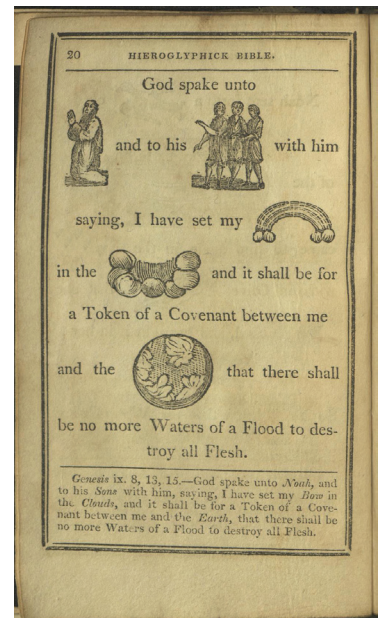 20 HIEROGLYPHICK BIBLE.
God spake unto
and to his with him
saying, I have set my
in the and it shall be for
a Token of a Covenant between me
and the that there shall
be no more Waters of a Flood to des-
troy all Flesh.
Genesis ix. 8, 13, 15.—God spake unto Noah, and
to his Sons with him, saying, I have set my Bow in
the Clouds, and it shall be for a Token of a Cove-
nant between me and the Earth, that there shall be
no more Waters of a Flood to destroy all Flesh.